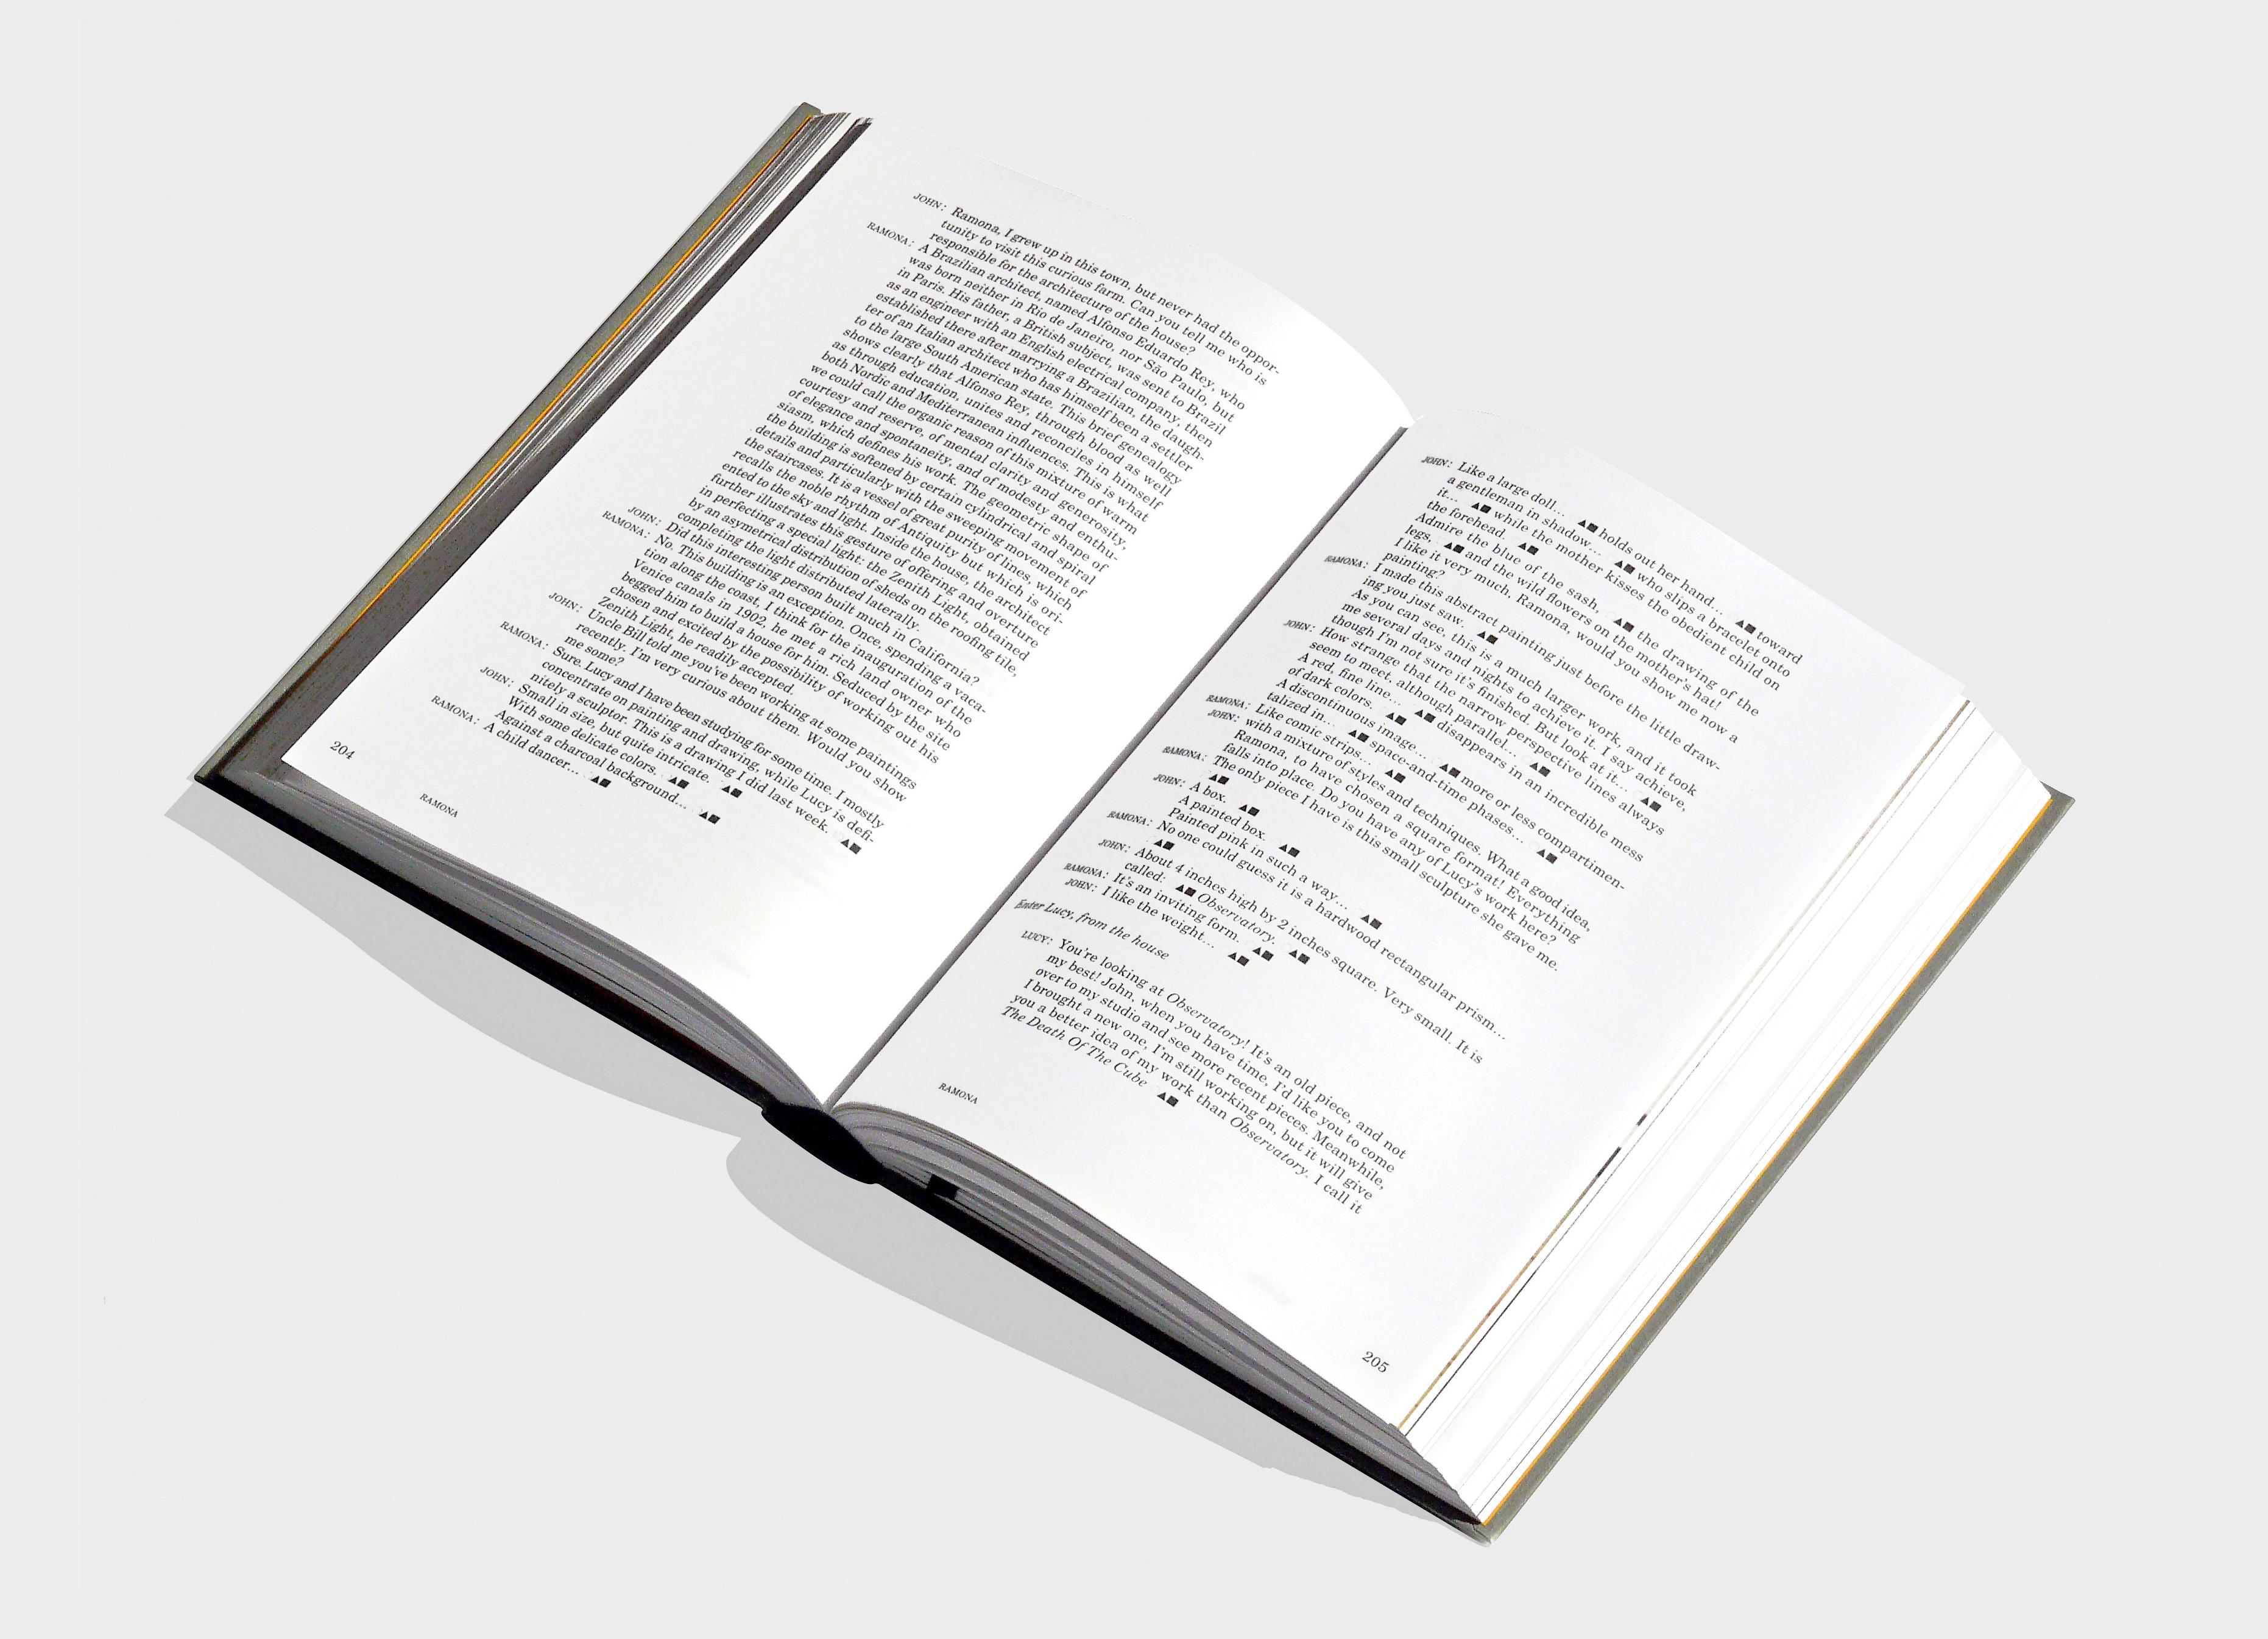 JOHN: Ramona, I grew up in this town, but never had the oppor-
tunity to visit this curious farm. Can you tell me who is
responsible for the architecture of the house?
RAMONA: A Brazilian architect, named Alfonso Eduardo Rey, who
was born neither in Rio de Janeiro, nor São Paulo, but
in Paris. His father, a British subject, was sent to Brazil
as an engineer with an English electrical company, then
established there after marrying a Brazilian, the daugh-
ter of an Italian architect who has himself been a settler
to the large South American state. This brief genealogy
shows clearly that Alfonso Rey, through blood as well
as through education, unites and reconciles in himself
both Nordic and Mediterranean influences. This is what
we could call the organic reason of this mixture of warm
courtesy and reserve, of mental clarity and generosity,
of elegance and spontaneity, and of modesty and enthu-
siasm, which defines his work. The geometric shape of
the building is softened by certain cylindrical and spiral
details and particularly with the sweeping movement of
the staircases. It is a vessel of great purity of lines, which
recalls the noble rhythm of Antiquity but which is ori-
ented to the sky and light. Inside the house, the architect
further illustrates this gesture of offering and overture
in perfecting a special light: the Zenith Light, obtained
by an asymetrical distribution of sheds on the roofing tile,
completing the light distributed laterally.
JOHN: Did this interesting person built much in California?
RAMONA: No. This building is an exception. Once, spending a vaca-
tion along the coast, I think for the inauguration of the
Venice canals in 1902, he met a rich land owner who
begged him to build a house for him. Seduced by the site
chosen and excited by the possibility of working out his
Zenith Light, he readily accepted.
JOHN: Uncle Bill told me you've been working at some paintings
recently. I'm very curious about them. Would you show
me some?
RAMONA: Sure. Lucy and I have been studying for some time. I mostly
concentrate on painting and drawing, while Lucy is defi-
nitely a sculptor. This is a drawing I did last week. ▲■
JOHN: Small in size, but quite intricate. ▲■
With some delicate colors. ▲■
Against a charcoal background... ▲■
RAMONA: A child dancer... ▲■
204
RAMONA
JOHN: Like a large doll... ▲■ holds out her hand... ▲■ toward
a gentleman in shadow... ▲■ who slips a bracelet onto
it... ▲■ while the mother kisses the obedient child on
the forehead. ▲■
Admire the blue of the sash, ▲■ the drawing of the
legs, ▲■ and the wild flowers on the mother's hat!
I like it very much. Ramona, would you show me now a
painting?
RAMONA: I made this abstract painting just before the little draw-
ing you just saw. ▲■
As you can see, this is a much larger work, and it took
me several days and nights to achieve it. I say achieve,
though I'm not sure it's finished. But look at it... ▲■
JOHN: How strange that the narrow perspective lines always
seem to meet, although parallel... ▲■
A red, fine line... ▲■ disappears in an incredible mess
of dark colors. ▲■
A discontinuous image... ▲■ more or less compartimen-
talized in... ▲■ space-and-time phases... ▲■
RAMONA: Like comic strips... ▲■
JOHN: with a mixture of styles and techniques. What a good idea,
Ramona, to have chosen a square format! Everything
falls into place. Do you have any of Lucy's work here?
RAMONA: The only piece I have is this small sculpture she gave me.
▲■
JOHN: A box. ▲■
A painted box. ▲■
Painted pink in such a way... ▲■
RAMONA: No one could guess it is a hardwood rectangular prism...
▲■
JOHN: About 4 inches high by 2 inches square. Very small. It is
called: ▲■ Observatory. ▲■
RAMONA: It's an inviting form. ▲■
JOHN: I like the weight... ▲■
Enter Lucy, from the house
LUCY: You're looking at Observatory! It's an old piece, and not
my best! John, when you have time, I'd like you to come
over to my studio and see more recent pieces. Meanwhile,
I brought a new one, I'm still working on, but it will give
you a better idea of my work than Observatory. I call it
The Death Of The Cube ▲■
RAMONA
205